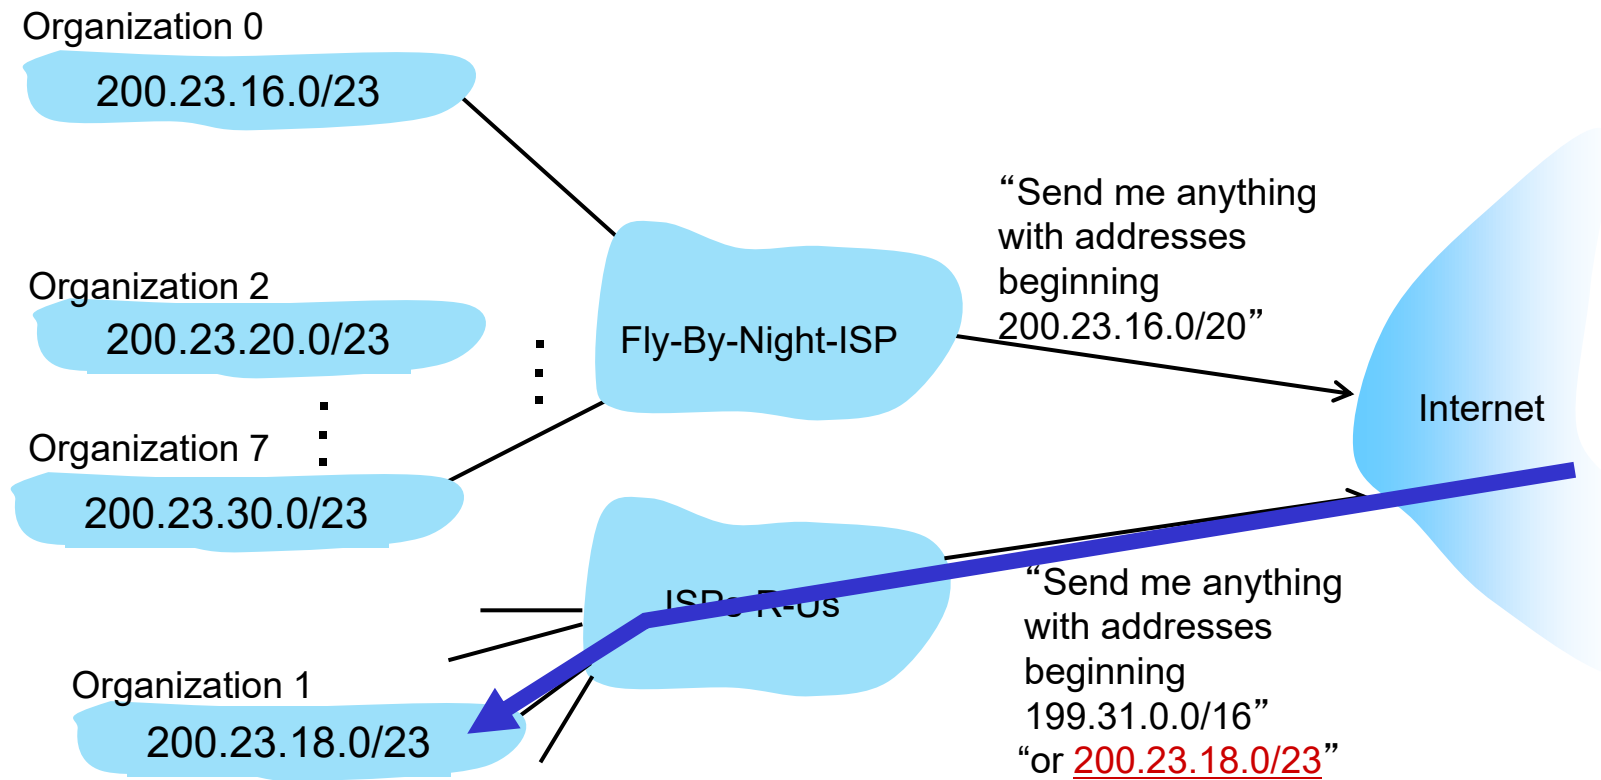 Organization 0
200.23.16.0/23
Organization 2
200.23.20.0/23
Organization 7
200.23.30.0/23
Fly-By-Night-ISP
“Send me anything
with addresses
beginning
200.23.16.0/20”
Internet
ISPs-R-Us
Organization 1
200.23.18.0/23
“Send me anything
with addresses
beginning
199.31.0.0/16”
“or 200.23.18.0/23”